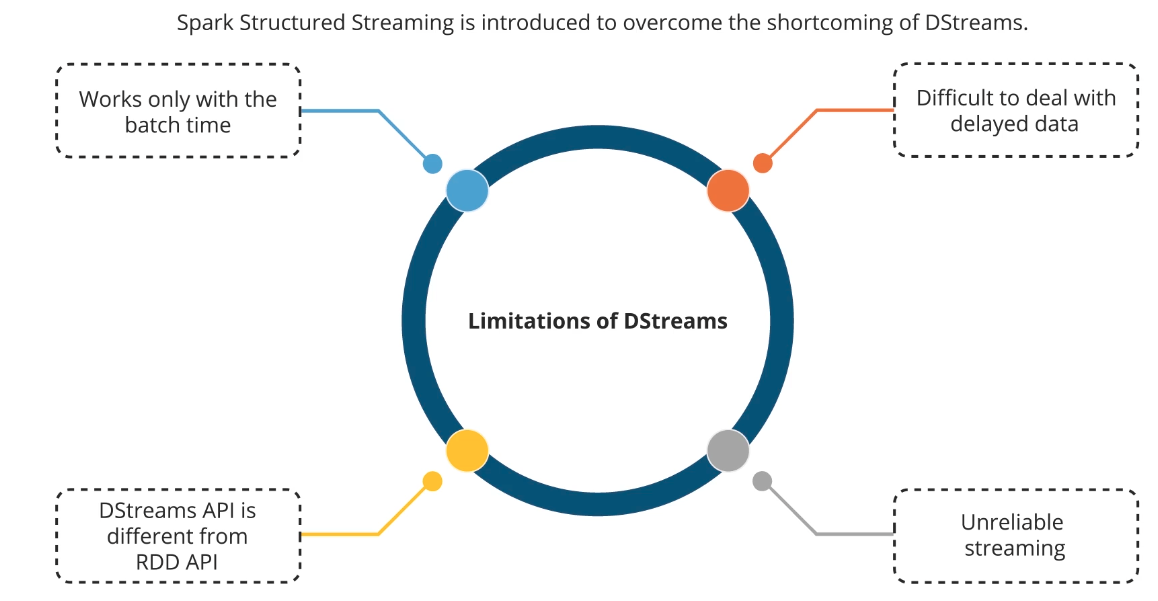 Spark Structured Streaming is introduced to overcome the shortcoming of DStreams.
Works only with the
batch time
Difficult to deal with
delayed data
Limitations of DStreams
DStreams API is
different from
RDD API
Unreliable
streaming